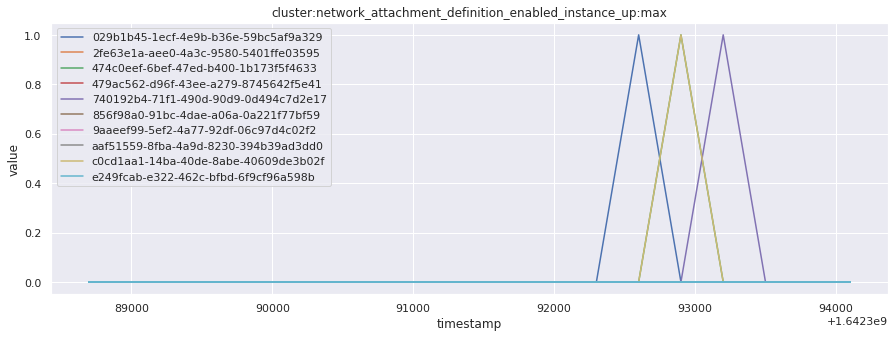 cluster:network_attachment_definition_enabled_instance_up:max
1.0
0.8
0.6
0.4
0.2
0.0
value
029b1b45-1ecf-4e9b-b36e-59bc5af9a329
2fe63e1a-aee0-4a3c-9580-5401ffe03595
474c0eef-6bef-47ed-b400-1b173f5f4633
479ac562-d96f-43ee-a279-8745642f5e41
740192b4-71f1-490d-90d9-0d494c7d2e17
856f98a0-91bc-4dae-a06a-0a221f77bf59
9aaeef99-5ef2-4a77-92df-06c97d4c02f2
aaf51559-8fba-4a9d-8230-394b39ad3dd0
c0cd1aa1-14ba-40de-8abe-40609de3b02f
e249fcab-e322-462c-bfbd-6f9cf96a598b
89000 90000 91000 92000 93000 94000
timestamp
+1.6423e9